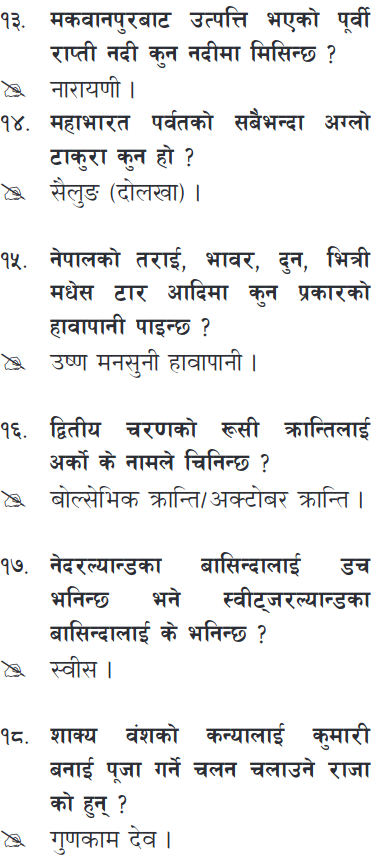 १३. मकवानपुरबाट उत्पत्ति भएको पूर्वी
राप्ती नदी कुन नदीमा मिसिन्छ ?
नारायणी ।
१४. महाभारत पर्वतको सबैभन्दा अग्लो
टाकुरा कुन हो ?
सैलुङ (दोलखा) ।
१५. नेपालको तराई, भावर, दुन, भित्री
मधेस टार आदिमा कुन प्रकारको
हावापानी पाइन्छ ?
उष्ण मनसुनी हावापानी ।
१६. द्वितीय चरणको रूसी क्रान्तिलाई
अर्को के नामले चिनिन्छ ?
बोल्सेभिक क्रान्ति/अक्टोबर क्रान्ति ।
१७. नेदरल्यान्डका बासिन्दालाई डच
भनिन्छ भने स्वीट्जरल्यान्डका
बासिन्दालाई के भनिन्छ ?
स्वीस ।
१८. शाक्य वंशको कन्यालाई कुमारी
बनाई पूजा गर्ने चलन चलाउने राजा
को हुन् ?
गुणकाम देव ।